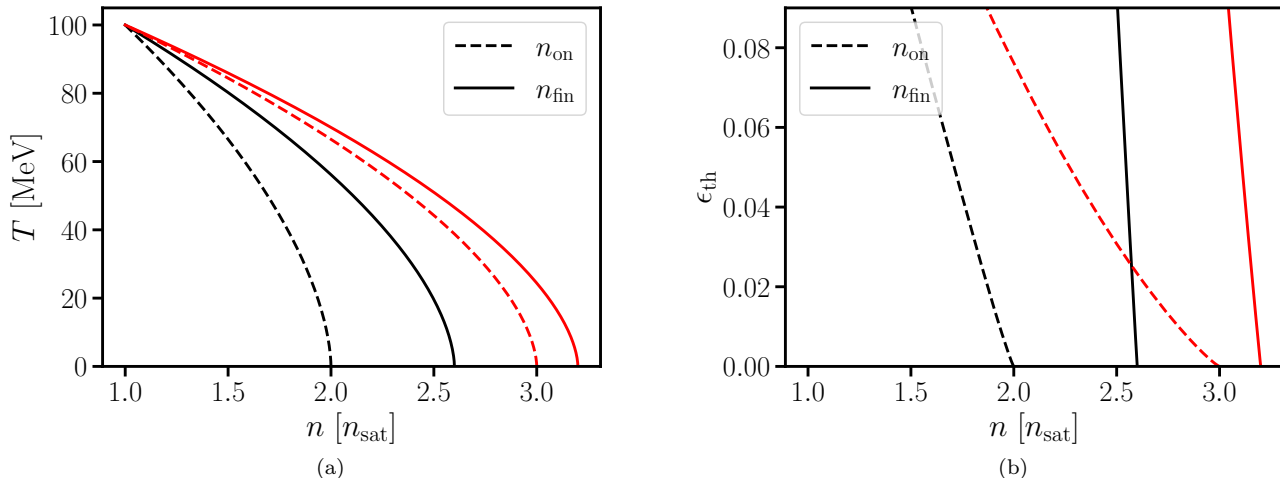 100
80
60
40
20
0
T [MeV]
1.0 1.5 2.0 2.5 3.0
n [n_sat]
n_on
n_fin
(a)
0.08
0.06
0.04
0.02
0.00
ϵ_th
1.0 1.5 2.0 2.5 3.0
n [n_sat]
n_on
n_fin
(b)